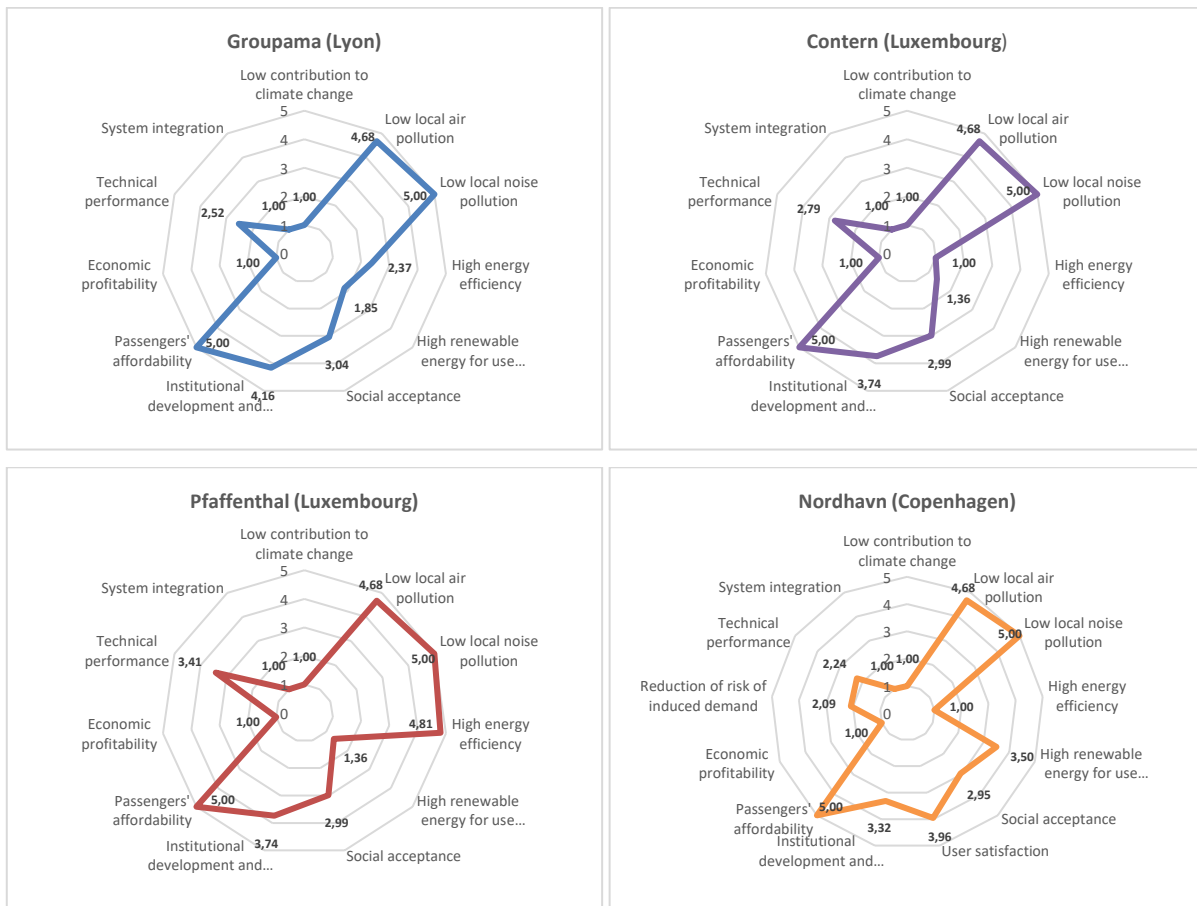 Groupama (Lyon)
Low contribution to
climate change
5
4
3
2
1
0
System integration
4,68
Low local air
pollution
Technical
performance
2,52
1,00
1,00
5,00
Low local noise
pollution
Economic
profitability
1,00
2,37
High energy
efficiency
1,85
Passengers'
affordability
5,00
High renewable
energy for use...
3,04
Institutional
development and...
4,16
Social acceptance
Contern (Luxembourg)
Low contribution to
climate change
5
4
3
2
1
0
System integration
4,68
Low local air
pollution
Technical
performance
2,79
1,00
1,00
5,00
Low local noise
pollution
Economic
profitability
1,00
1,00
High energy
efficiency
1,36
Passengers'
affordability
5,00
High renewable
energy for use...
2,99
Institutional
development and...
3,74
Social acceptance
Pfaffenthal (Luxembourg)
Low contribution to
climate change
5
4
3
2
1
0
System integration
4,68
Low local air
pollution
Technical
performance
3,41
1,00
1,00
5,00
Low local noise
pollution
Economic
profitability
1,00
4,81
High energy
efficiency
1,36
Passengers'
affordability
5,00
High renewable
energy for use...
2,99
Institutional
development and...
3,74
Social acceptance
Nordhavn (Copenhagen)
Low contribution to
climate change
5
4
3
2
1
0
System integration
4,68
Low local air
pollution
Technical
performance
2,24
1,00
1,00
5,00
Low local noise
pollution
Reduction of risk of
induced demand
2,09
1,00
High energy
efficiency
Economic
profitability
1,00
3,50
High renewable
energy for use...
Passengers'
affordability
5,00
2,95
Social acceptance
Institutional
development and...
3,32
3,96
User satisfaction